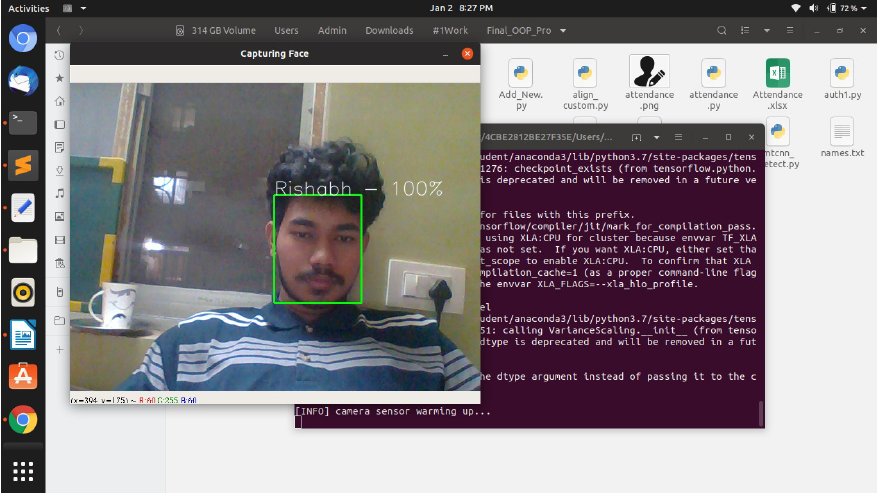 Activities
Jan 2 8:27 PM
72 %
314 GB Volume Users Admin Downloads #1Work Final_OOP_Pro
Capturing Face
Rishabh - 100%
(x=394, y=175) ~ R:60 G:255 B:60
Add_New.
py
align_
custom.py
attendance
.png
attendance
.py
Attendance
.xlsx
auth1.py
mtcnn_
detect.py
names.txt
/4CBE2812BE27F35E/Users/...
udent/anaconda3/lib/python3.7/site-packages/tens
1276: checkpoint_exists (from tensorflow.python.
is deprecated and will be removed in a future ve
for files with this prefix.
nsorflow/compiler/jit/mark_for_compilation_pass.
using XLA:CPU for cluster because envvar TF_XLA
as not set. If you want XLA:CPU, either set tha
t_scope to enable XLA:CPU. To confirm that XLA
mpilation_cache=1 (as a proper command-line flag
he envvar XLA_FLAGS=--xla_hlo_profile.
el
udent/anaconda3/lib/python3.7/site-packages/tens
51: calling VarianceScaling.__init__ (from tenso
dtype is deprecated and will be removed in a fut
he dtype argument instead of passing it to the c
[INFO] camera sensor warming up...